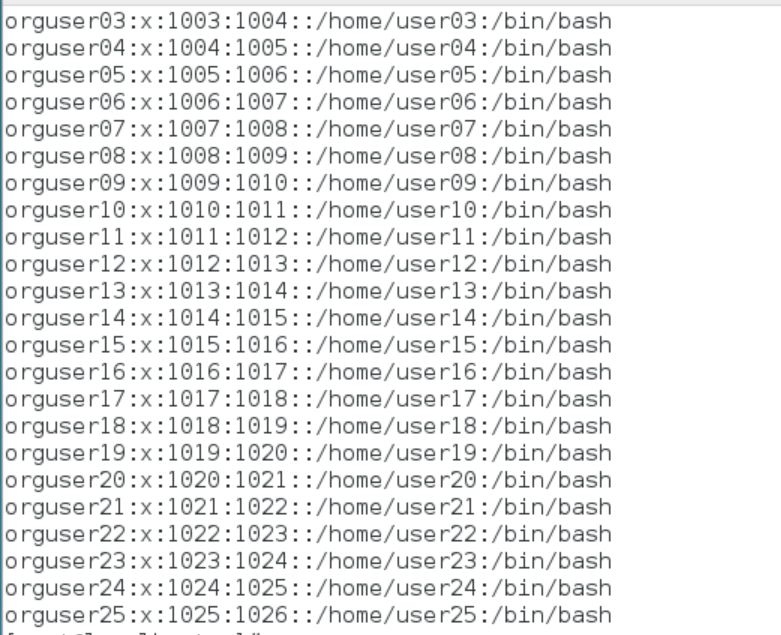 orguser03:x:1003:1004::/home/user03:/bin/bash
orguser04:x:1004:1005::/home/user04:/bin/bash
orguser05:x:1005:1006::/home/user05:/bin/bash
orguser06:x:1006:1007::/home/user06:/bin/bash
orguser07:x:1007:1008::/home/user07:/bin/bash
orguser08:x:1008:1009::/home/user08:/bin/bash
orguser09:x:1009:1010::/home/user09:/bin/bash
orguser10:x:1010:1011::/home/user10:/bin/bash
orguser11:x:1011:1012::/home/user11:/bin/bash
orguser12:x:1012:1013::/home/user12:/bin/bash
orguser13:x:1013:1014::/home/user13:/bin/bash
orguser14:x:1014:1015::/home/user14:/bin/bash
orguser15:x:1015:1016::/home/user15:/bin/bash
orguser16:x:1016:1017::/home/user16:/bin/bash
orguser17:x:1017:1018::/home/user17:/bin/bash
orguser18:x:1018:1019::/home/user18:/bin/bash
orguser19:x:1019:1020::/home/user19:/bin/bash
orguser20:x:1020:1021::/home/user20:/bin/bash
orguser21:x:1021:1022::/home/user21:/bin/bash
orguser22:x:1022:1023::/home/user22:/bin/bash
orguser23:x:1023:1024::/home/user23:/bin/bash
orguser24:x:1024:1025::/home/user24:/bin/bash
orguser25:x:1025:1026::/home/user25:/bin/bash